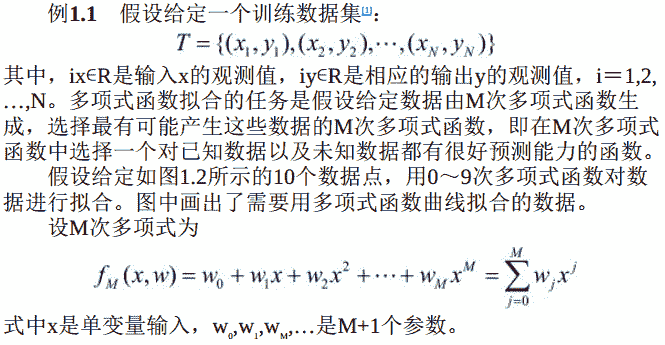 例1.1 假设给定一个训练数据集[1]:
T = {(x₁, y₁), (x₂, y₂), ⋯, (x_N, y_N)}
其中，ix∈R是输入x的观测值，iy∈R是相应的输出y的观测值，i＝1,2,
…,N。多项式函数拟合的任务是假设给定数据由M次多项式函数生
成，选择最有可能产生这些数据的M次多项式函数，即在M次多项式
函数中选择一个对已知数据以及未知数据都有很好预测能力的函数。
假设给定如图1.2所示的10个数据点，用0～9次多项式函数对数
据进行拟合。图中画出了需要用多项式函数曲线拟合的数据。
设M次多项式为
f_M(x, w) = w₀ + w₁x + w₂x² + ⋯ + w_M x^M = ∑_{j=0}^{M} w_j x^j
式中x是单变量输入，w₀,w₁,w_M,…是M+1个参数。